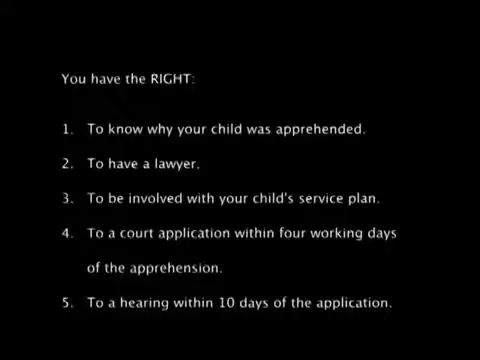 You have the RIGHT:
1. To know why your child was apprehended.
2. To have a lawyer.
3. To be involved with your child's service plan.
4. To a court application within four working days
of the apprehension.
5. To a hearing within 10 days of the application.